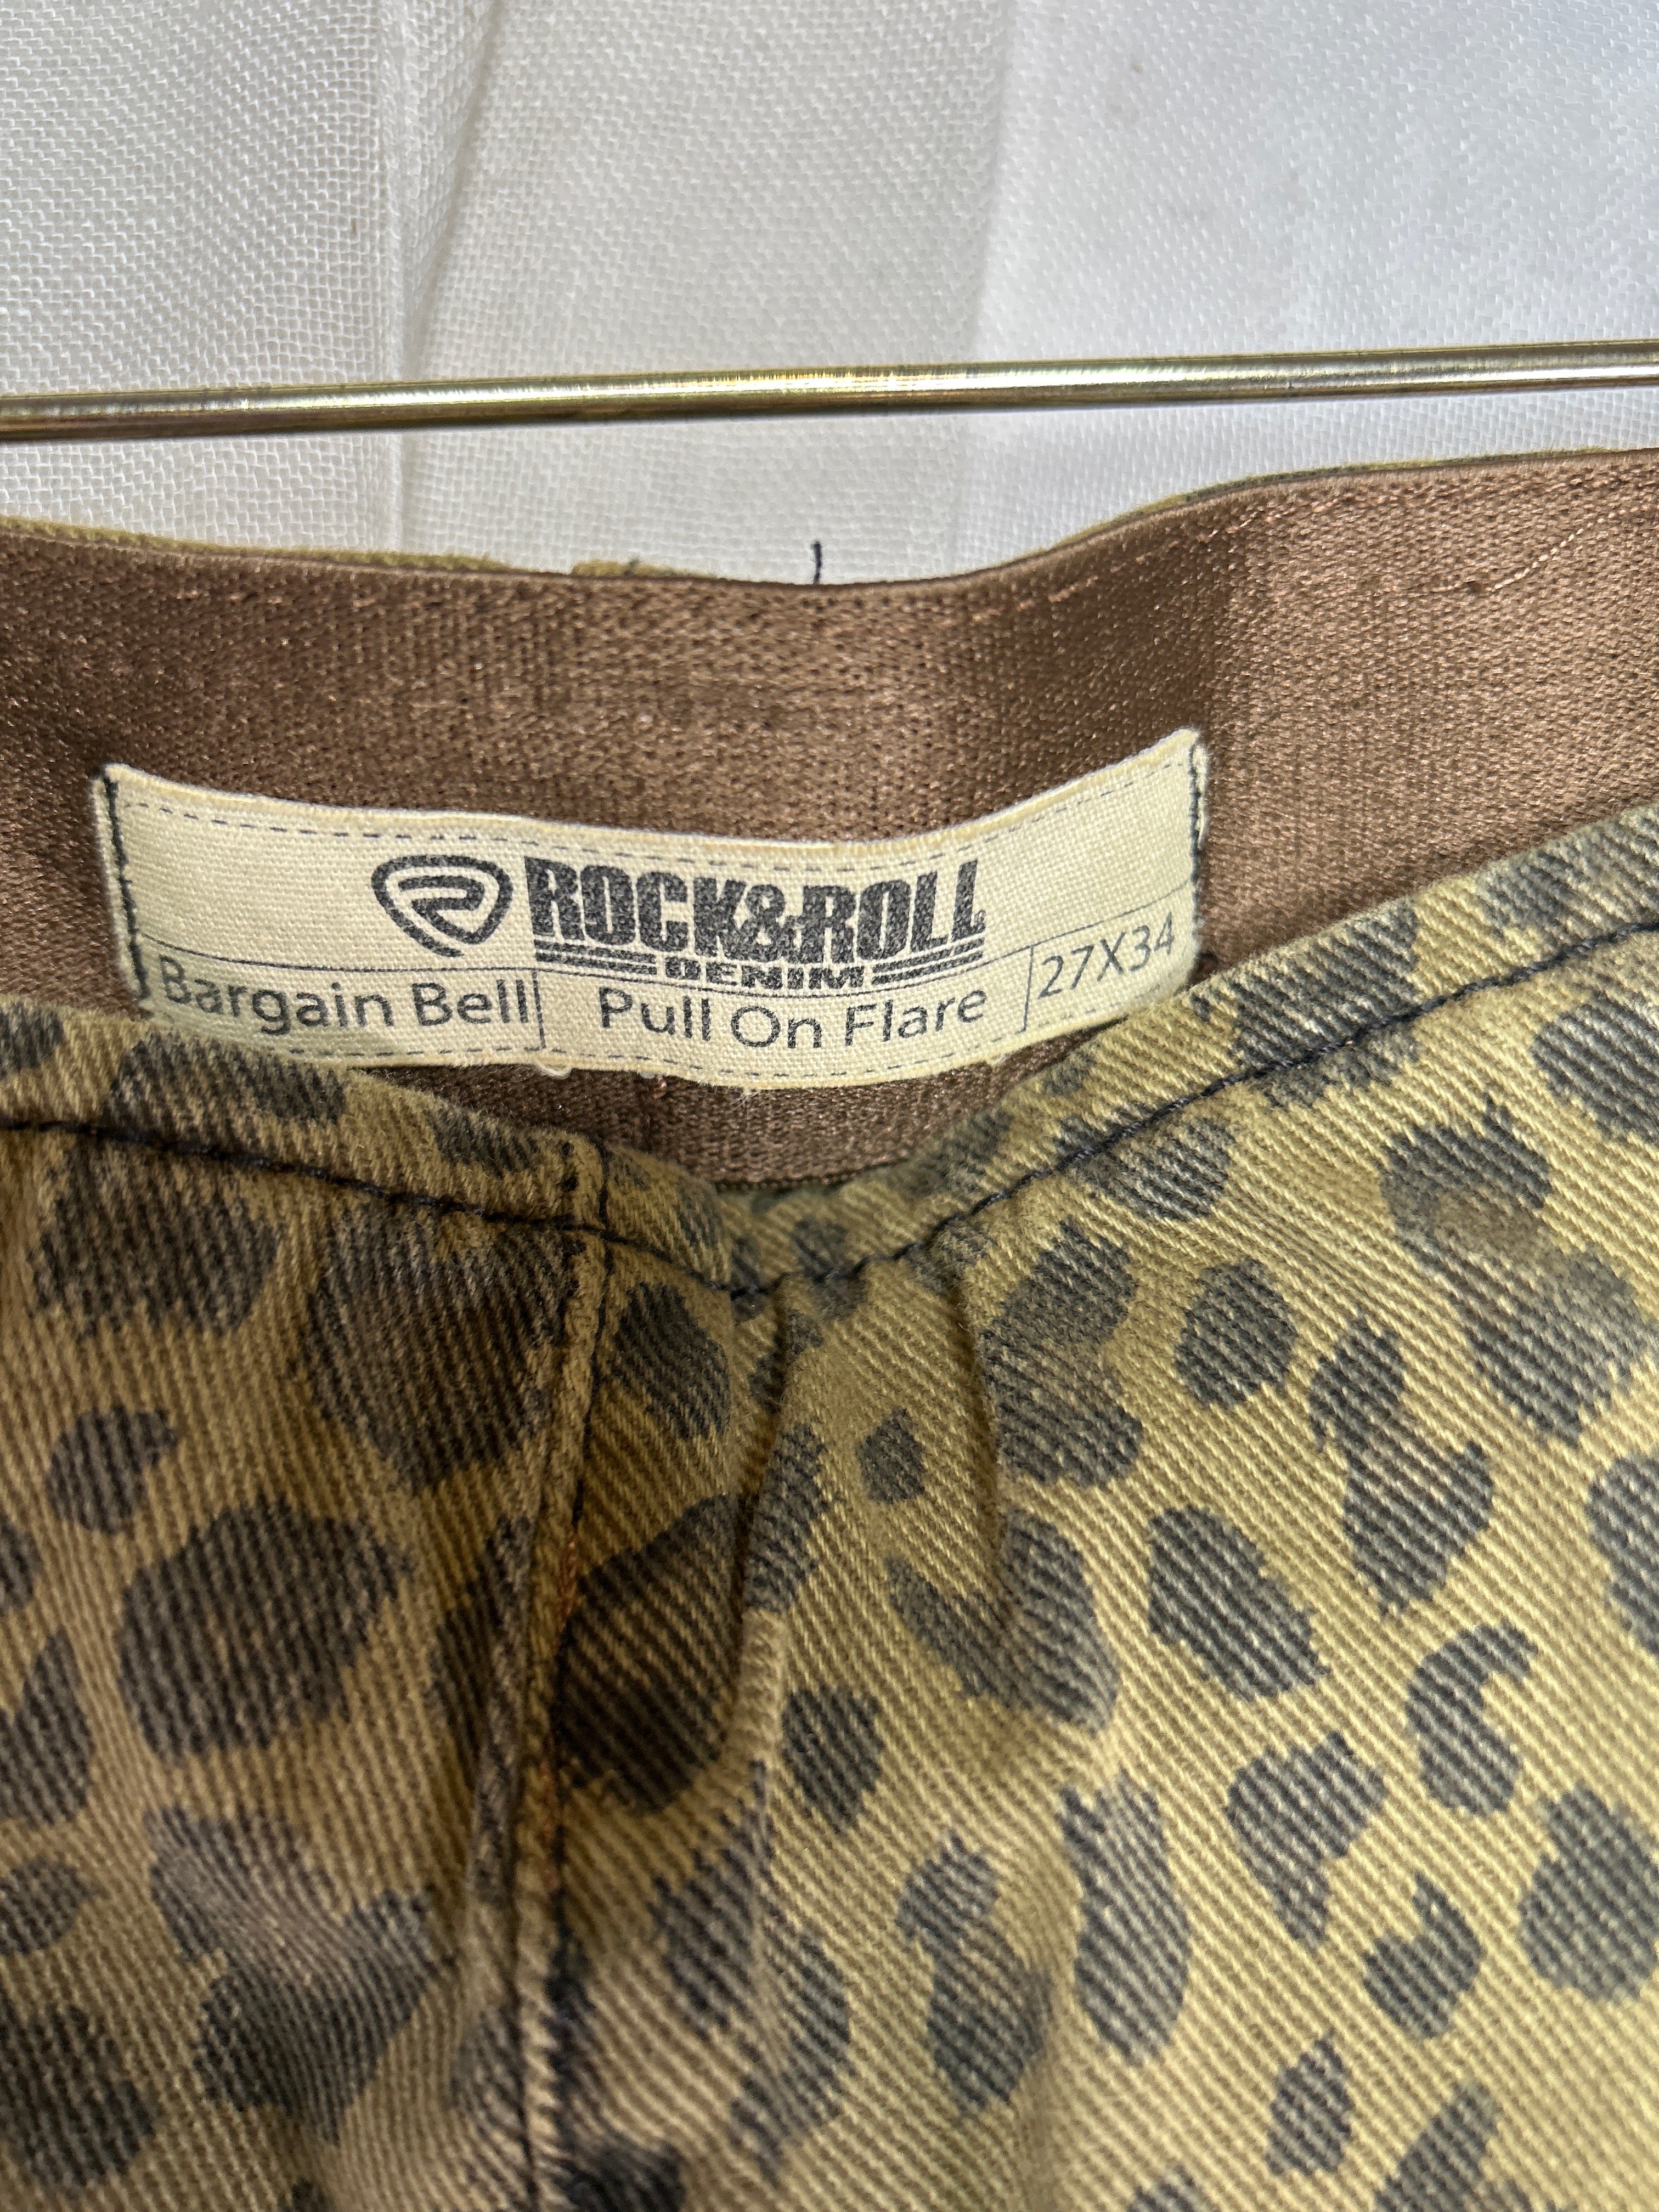 ROCK&ROLL
DENIM
Bargain Bell Pull On Flare 27X34